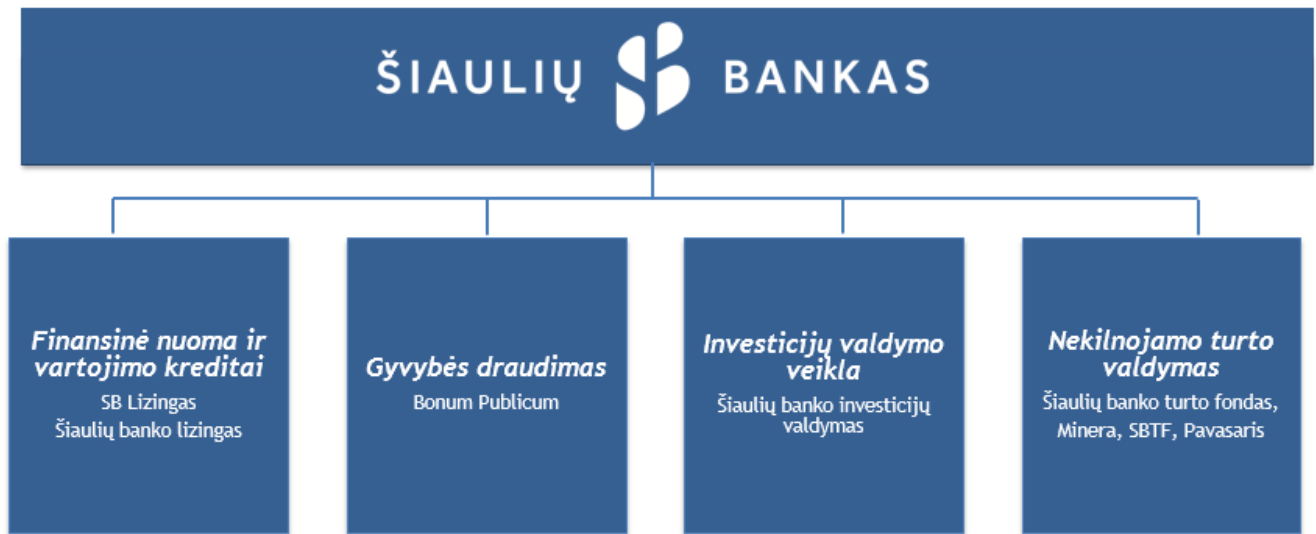 ŠIAULIŲ BANKAS
Finansinė nuoma ir
vartojimo kreditai
SB Lizingas
Šiaulių banko lizingas
Gyvybės draudimas
Bonum Publicum
Investicijų valdymo
veikla
Šiaulių banko investicijų
valdymas
Nekilnojamo turto
valdymas
Šiaulių banko turto fondas,
Minera, SBTF, Pavasaris